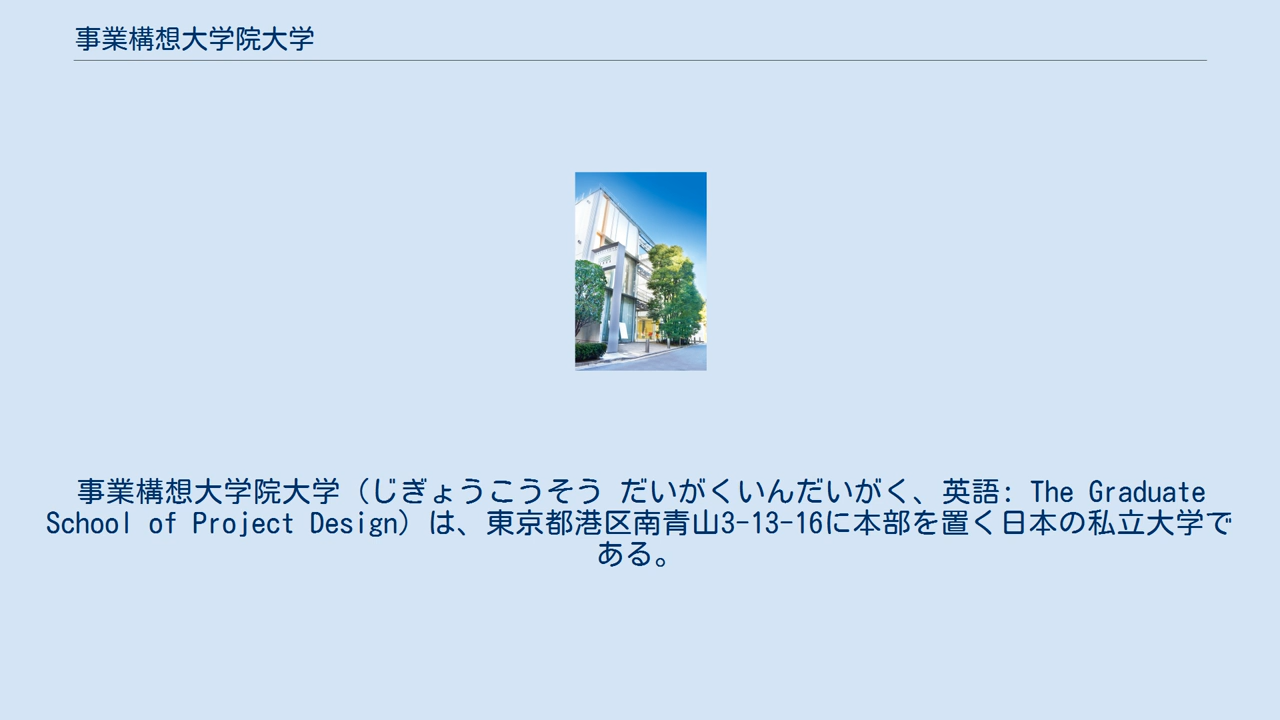 事業構想大学院大学
事業構想大学院大学（じぎょうこうそう だいがくいんだいがく、英語: The Graduate
School of Project Design）は、東京都港区南青山3-13-16に本部を置く日本の私立大学で
ある。